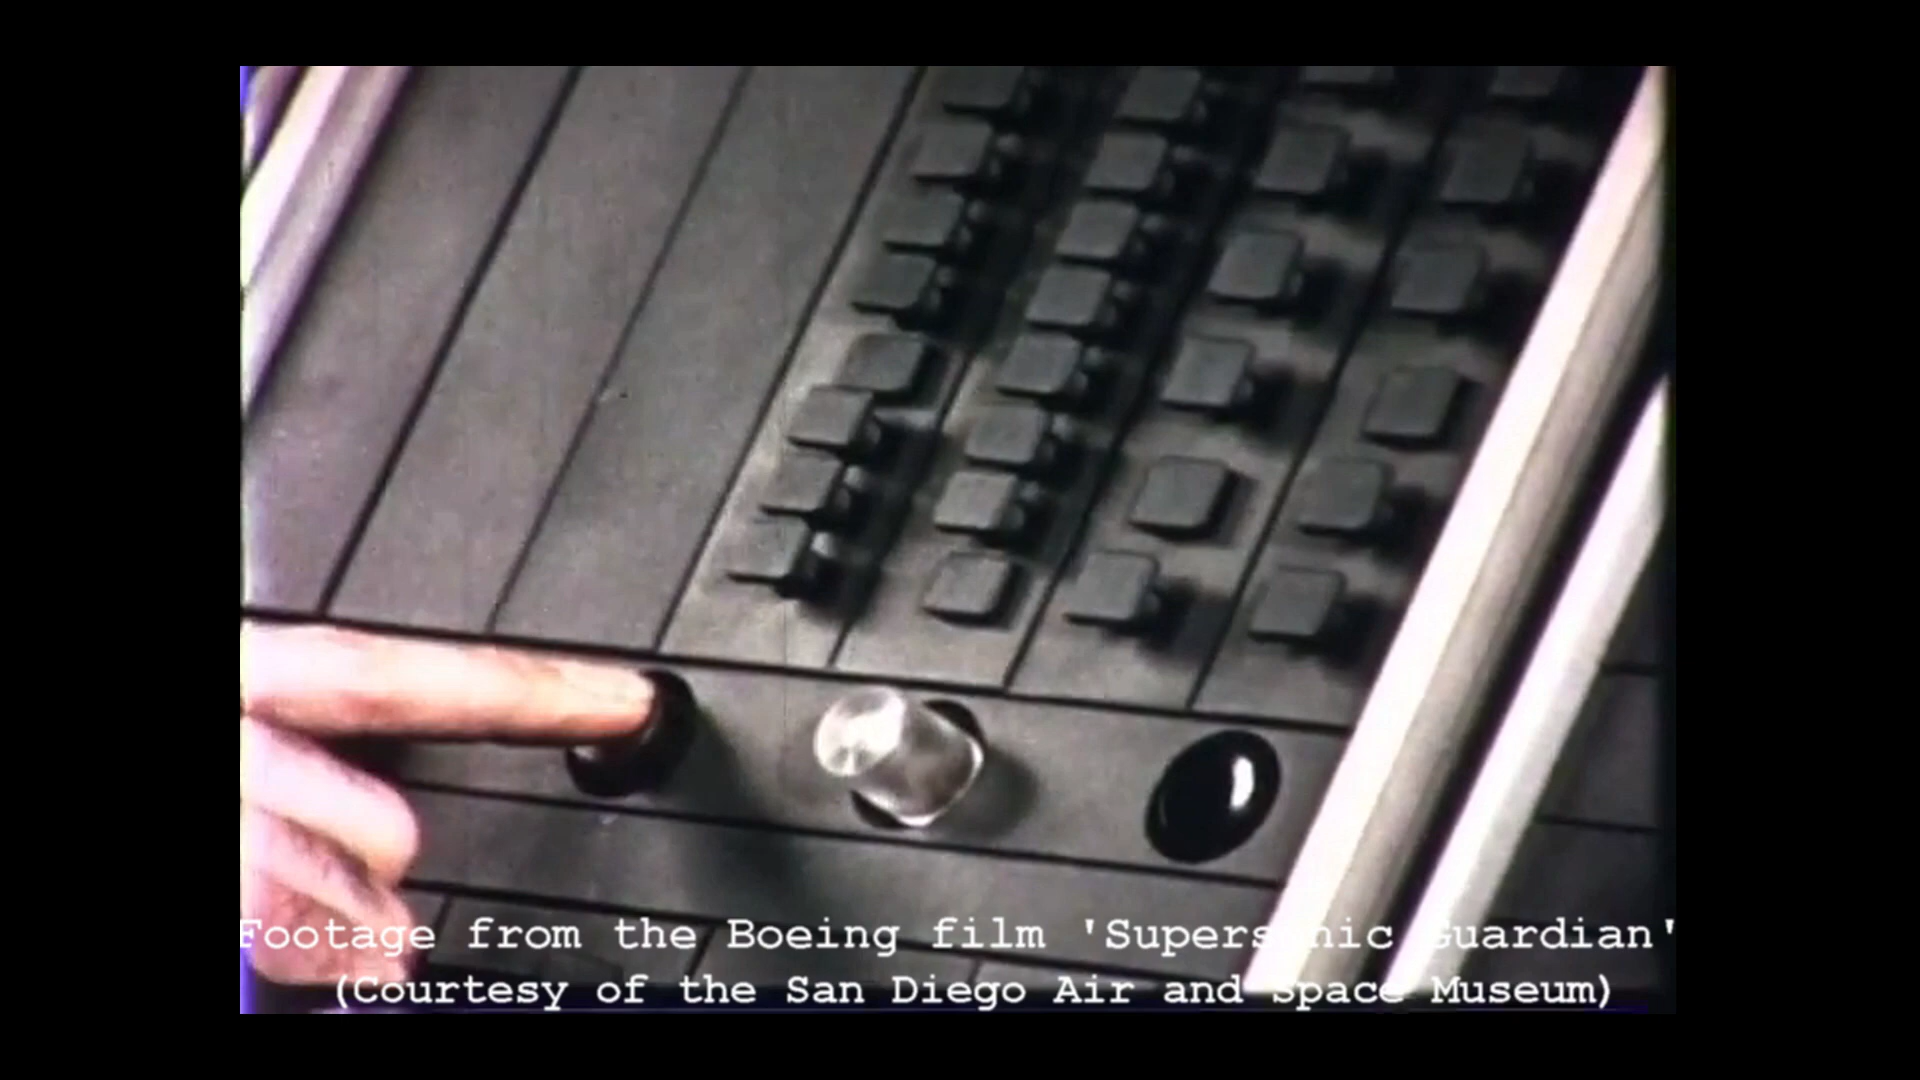 Footage from the Boeing film 'Supersonic Guardian'
(Courtesy of the San Diego Air and Space Museum)